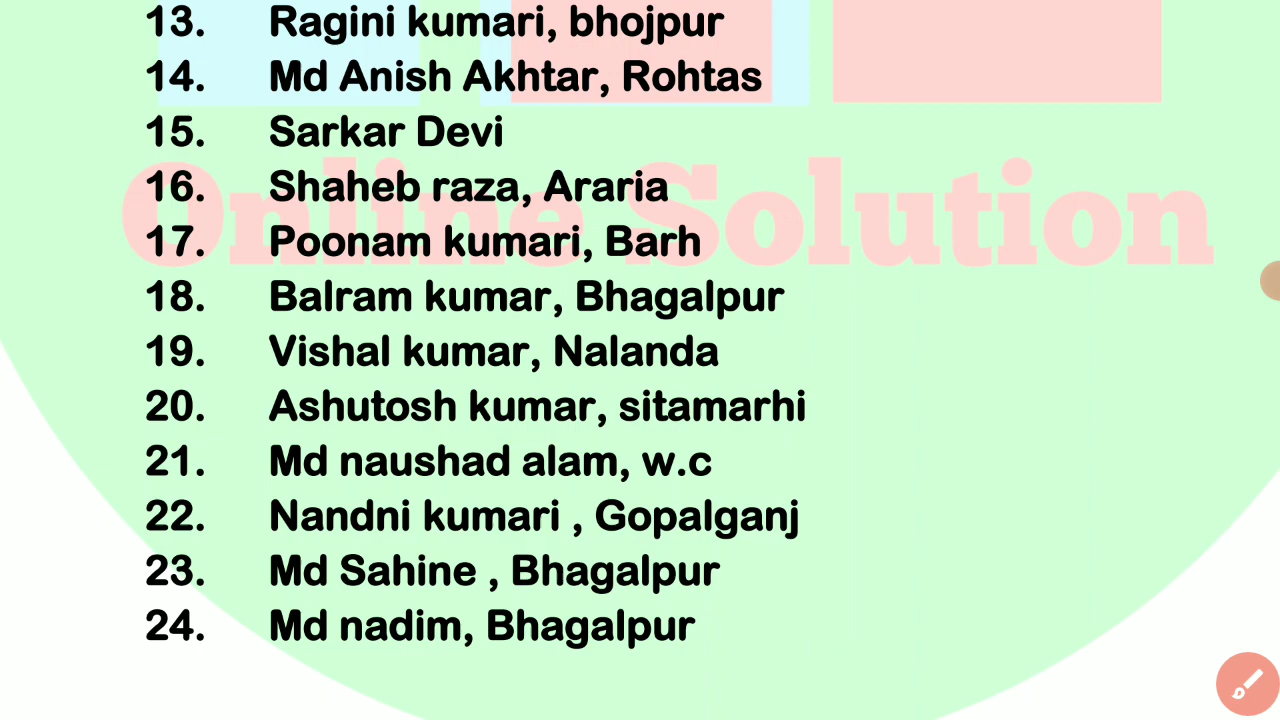 13. Ragini kumari, bhojpur
14. Md Anish Akhtar, Rohtas
15. Sarkar Devi
16. Shaheb raza, Araria
Online Solution
17. Poonam kumari, Barh
18. Balram kumar, Bhagalpur
19. Vishal kumar, Nalanda
20. Ashutosh kumar, sitamarhi
21. Md naushad alam, w.c
22. Nandni kumari , Gopalganj
23. Md Sahine , Bhagalpur
24. Md nadim, Bhagalpur